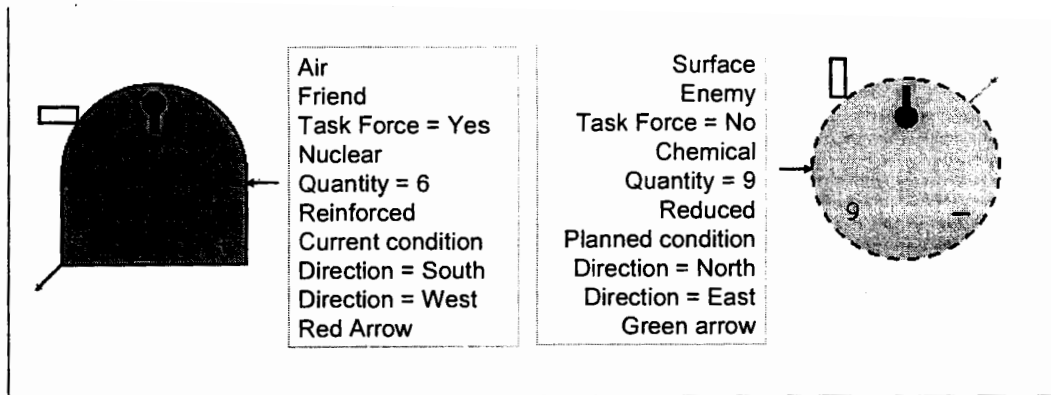 Air
Friend
Task Force = Yes
Nuclear
Quantity = 6
Reinforced
Current condition
Direction = South
Direction = West
Red Arrow
Surface
Enemy
Task Force = No
Chemical
Quantity = 9
Reduced
Planned condition
Direction = North
Direction = East
Green arrow
9